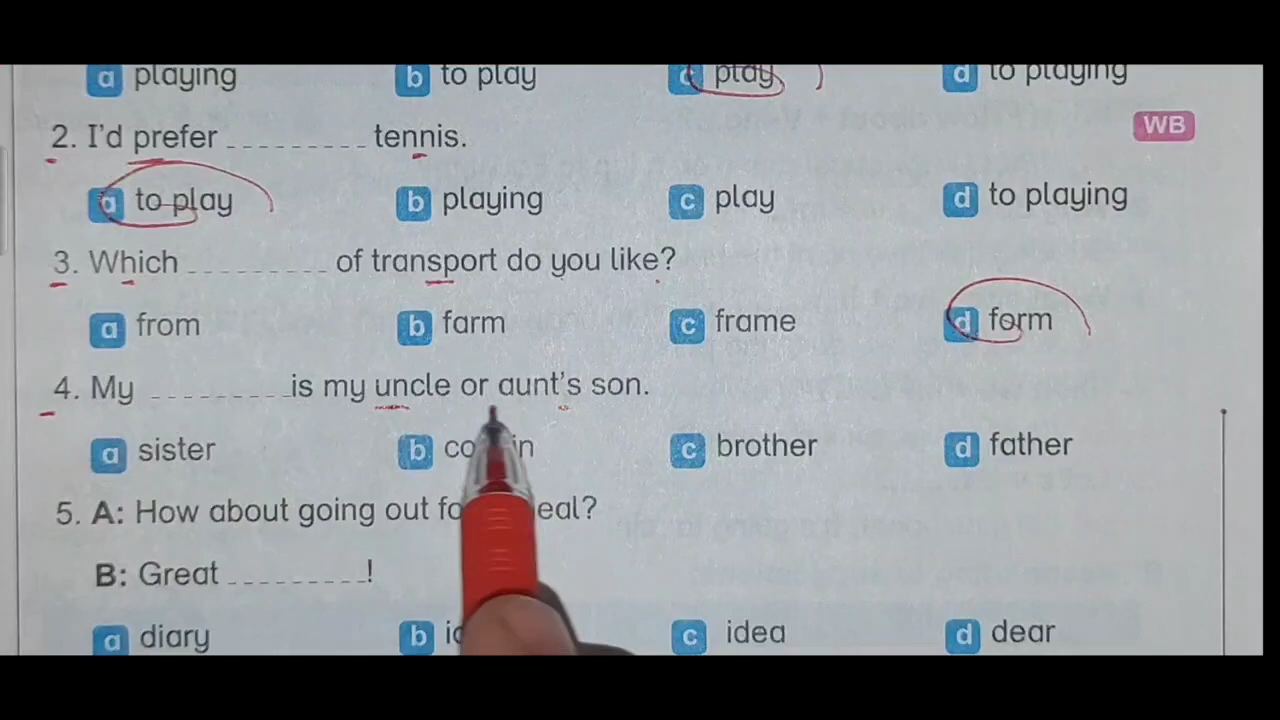 a playing b to play c play d to playing
2. I'd prefer _________ tennis.
WB
a to play b playing c play d to playing
3. Which _________ of transport do you like?
a from b farm c frame d form
4. My _________ is my uncle or aunt's son.
a sister b c brother d father
5. A: How about going out
B: Great _________!
a diary b c idea d dear